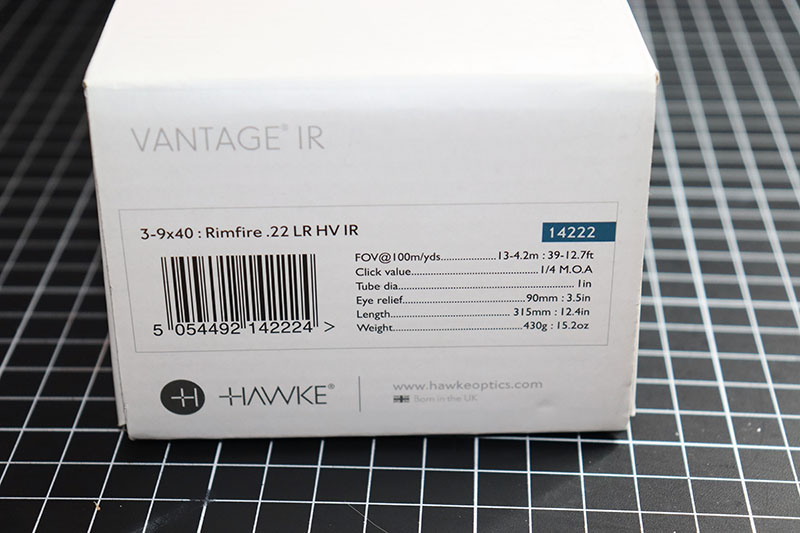 VANTAGE® IR
3-9x40 : Rimfire .22 LR HV IR
14222
FOV@100m/yds.....................13-4.2m : 39-12.7ft
Click value.......................................1/4 M.O.A
Tube dia...................................................1in
Eye relief.....................................90mm : 3.5in
Length....................................315mm : 12.4in
Weight......................................430g : 15.2oz
5 054492 142224 >
HAWKE®
www.hawkeoptics.com
Born in the UK